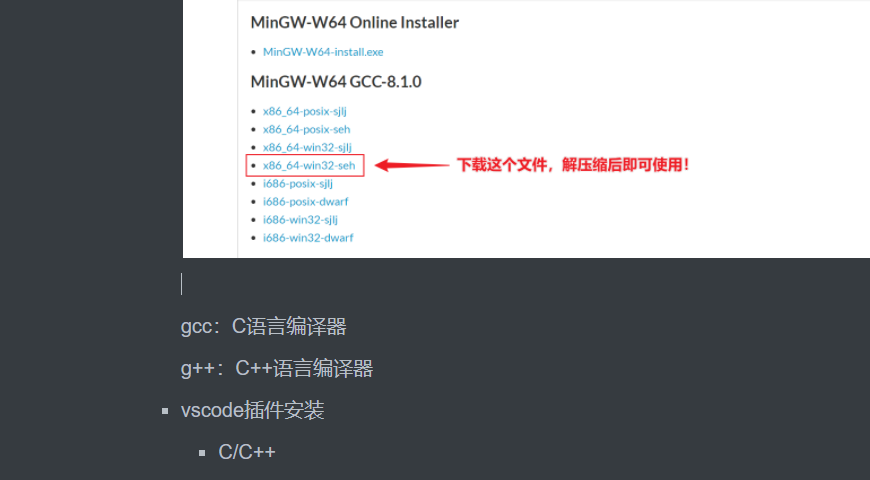 MinGW-W64 Online Installer
MinGW-W64-install.exe
MinGW-W64 GCC-8.1.0
x86_64-posix-sjlj
x86_64-posix-seh
x86_64-win32-sjlj
x86_64-win32-seh 下载这个文件，解压缩后即可使用！
i686-posix-sjlj
i686-posix-dwarf
i686-win32-sjlj
i686-win32-dwarf
gcc：C语言编译器
g++：C++语言编译器
vscode插件安装
C/C++